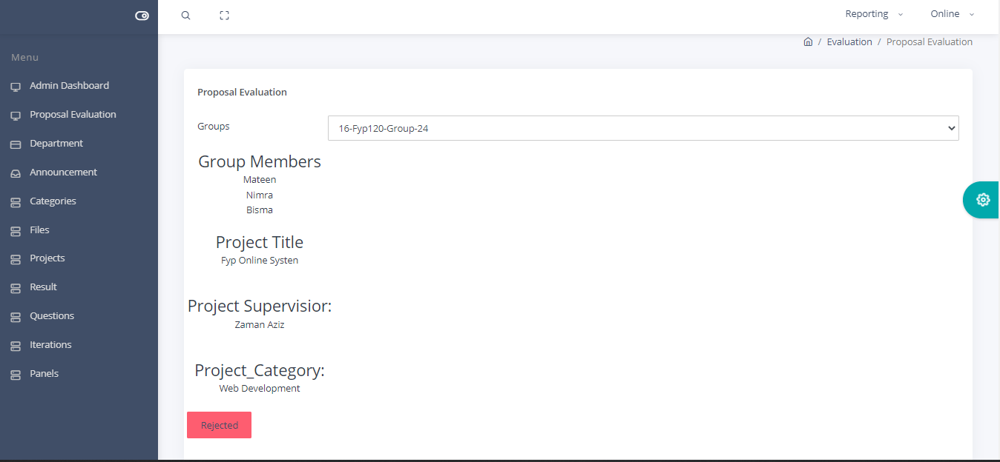 Reporting
Online
Evaluation / Proposal Evaluation
Menu
Admin Dashboard
Proposal Evaluation
Department
Announcement
Categories
Files
Projects
Result
Questions
Iterations
Panels
Proposal Evaluation
Groups
16-Fyp120-Group-24
Group Members
Mateen
Nimra
Bisma
Project Title
Fyp Online Systen
Project Supervisior:
Zaman Aziz
Project_Category:
Web Development
Rejected